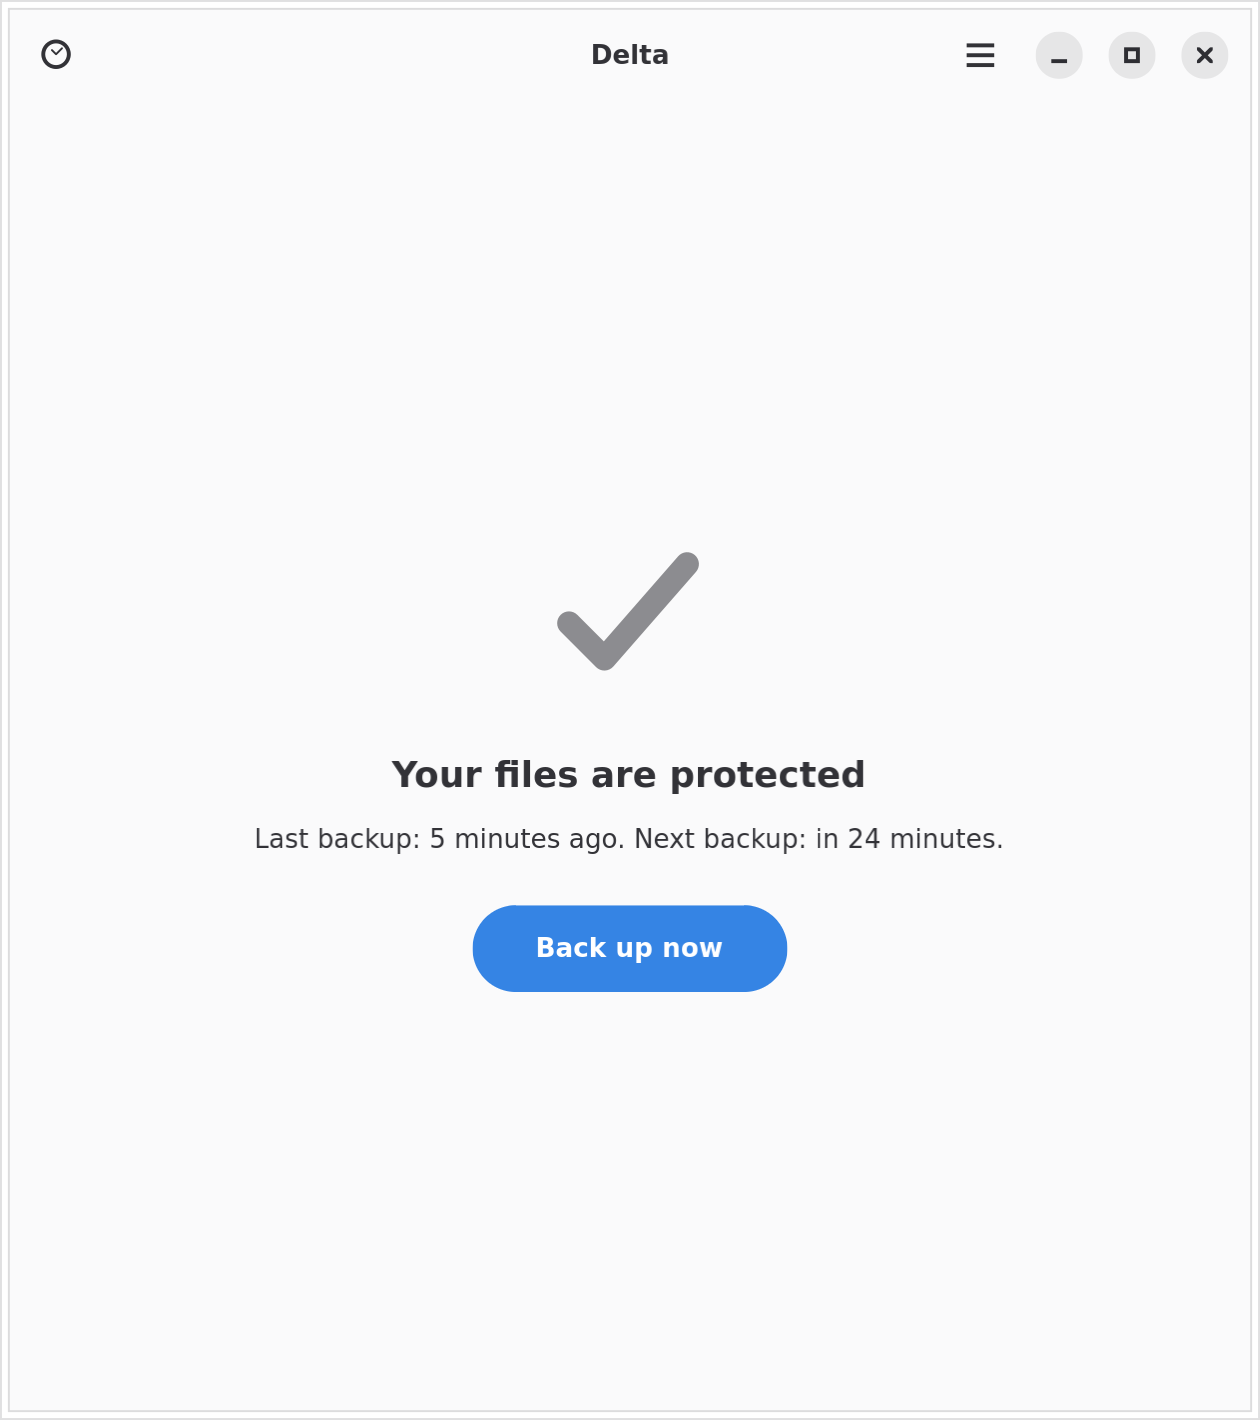 Delta
Your files are protected
Last backup: 5 minutes ago. Next backup: in 24 minutes.
Back up now